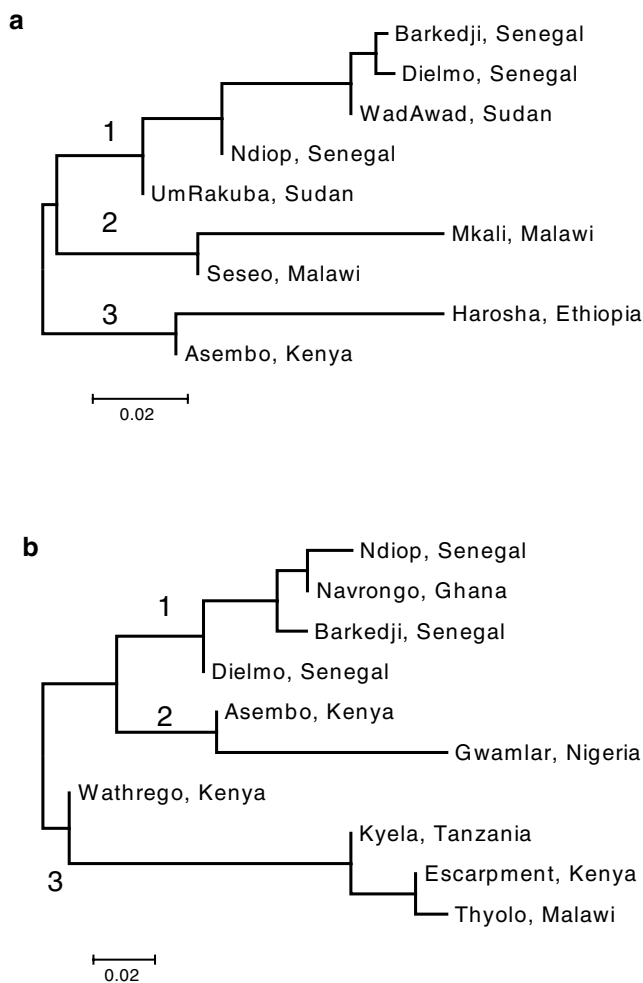 a
Barkedji, Senegal
Dielmo, Senegal
WadAwad, Sudan
1
Ndiop, Senegal
UmRakuba, Sudan
2
Mkali, Malawi
Seseo, Malawi
3
Harosha, Ethiopia
Asembo, Kenya
0.02
b
Ndiop, Senegal
Navrongo, Ghana
1
Barkedji, Senegal
Dielmo, Senegal
2
Asembo, Kenya
Gwamlar, Nigeria
Wathrego, Kenya
Kyela, Tanzania
3
Escarpment, Kenya
Thyolo, Malawi
0.02